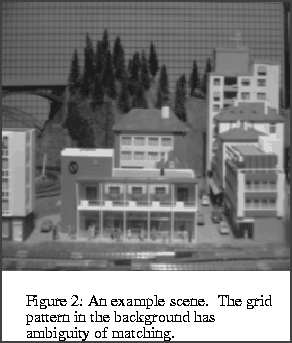 Figure 2: An example scene. The grid
pattern in the background has
ambiguity of matching.